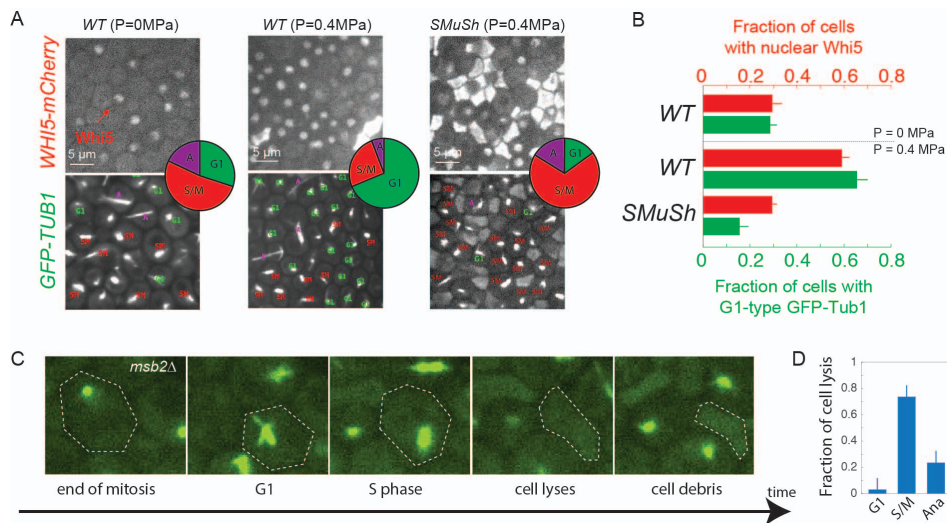 A
WT (P=0MPa)
WT (P=0.4MPa)
SMuSh (P=0.4MPa)
WHI5-mCherry
Whi5
5 µm
5 µm
5 µm
A
G1
S/M
A
S/M
G1
A
G1
S/M
GFP-TUB1
B
Fraction of cells
with nuclear Whi5
0 0.2 0.4 0.6 0.8
WT
P = 0 MPa
P = 0.4 MPa
WT
SMuSh
0 0.2 0.4 0.6 0.8
Fraction of cells with
G1-type GFP-Tub1
C
msb2Δ
end of mitosis
G1
S phase
cell lyses
cell debris
time
D
Fraction of cell lysis
1
0.8
0.6
0.4
0.2
0
G1
S/M
Ana